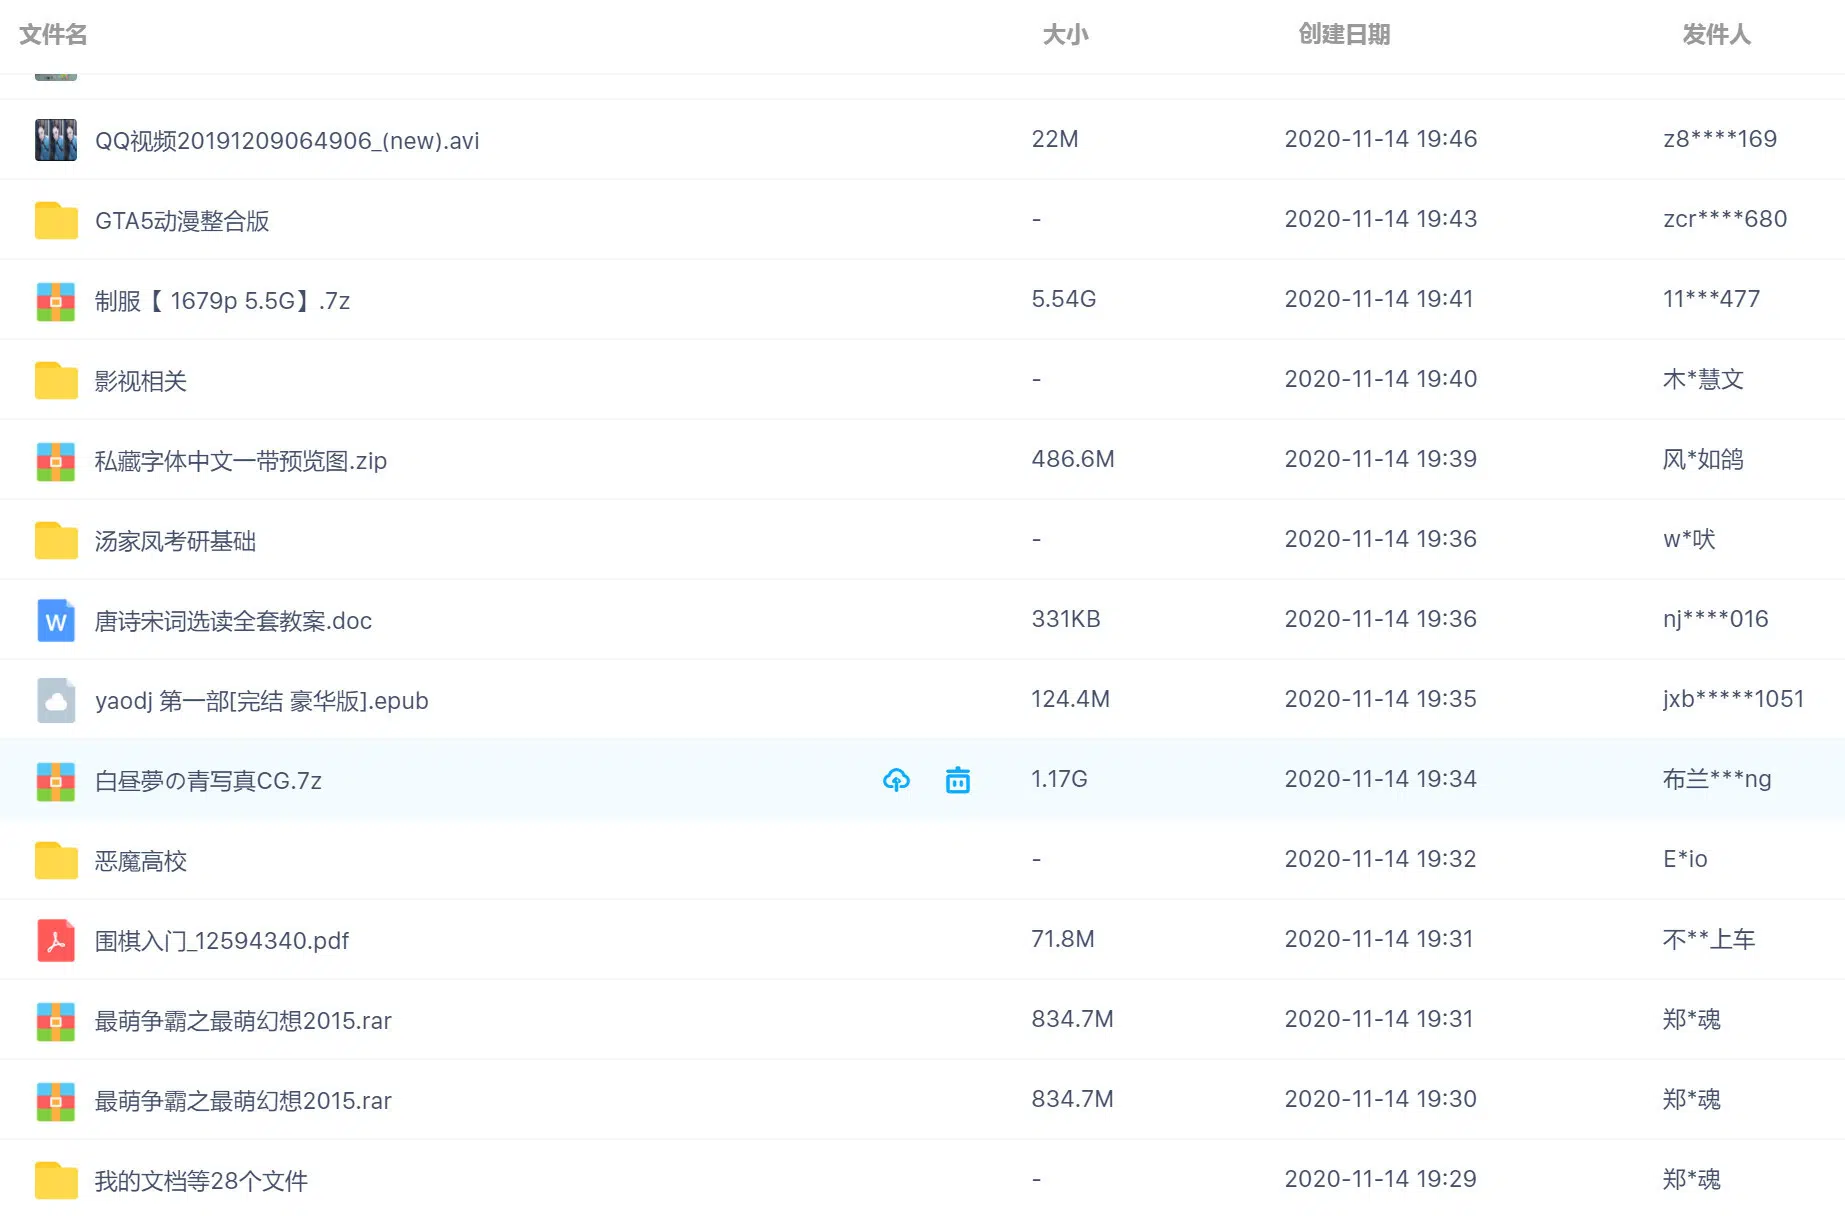 文件名 大小 创建日期 发件人
QQ视频20191209064906_(new).avi 22M 2020-11-14 19:46 z8****169
GTA5动漫整合版 - 2020-11-14 19:43 zcr****680
制服【 1679p 5.5G】.7z 5.54G 2020-11-14 19:41 11***477
影视相关 - 2020-11-14 19:40 木*慧文
私藏字体中文一带预览图.zip 486.6M 2020-11-14 19:39 风*如鸽
汤家凤考研基础 - 2020-11-14 19:36 w*吠
W 唐诗宋词选读全套教案.doc 331KB 2020-11-14 19:36 nj****016
yaodj 第一部[完结 豪华版].epub 124.4M 2020-11-14 19:35 jxb*****1051
白昼夢の青写真CG.7z 1.17G 2020-11-14 19:34 布兰***ng
恶魔高校 - 2020-11-14 19:32 E*io
围棋入门_12594340.pdf 71.8M 2020-11-14 19:31 不**上车
最萌争霸之最萌幻想2015.rar 834.7M 2020-11-14 19:31 郑*魂
最萌争霸之最萌幻想2015.rar 834.7M 2020-11-14 19:30 郑*魂
我的文档等28个文件 - 2020-11-14 19:29 郑*魂